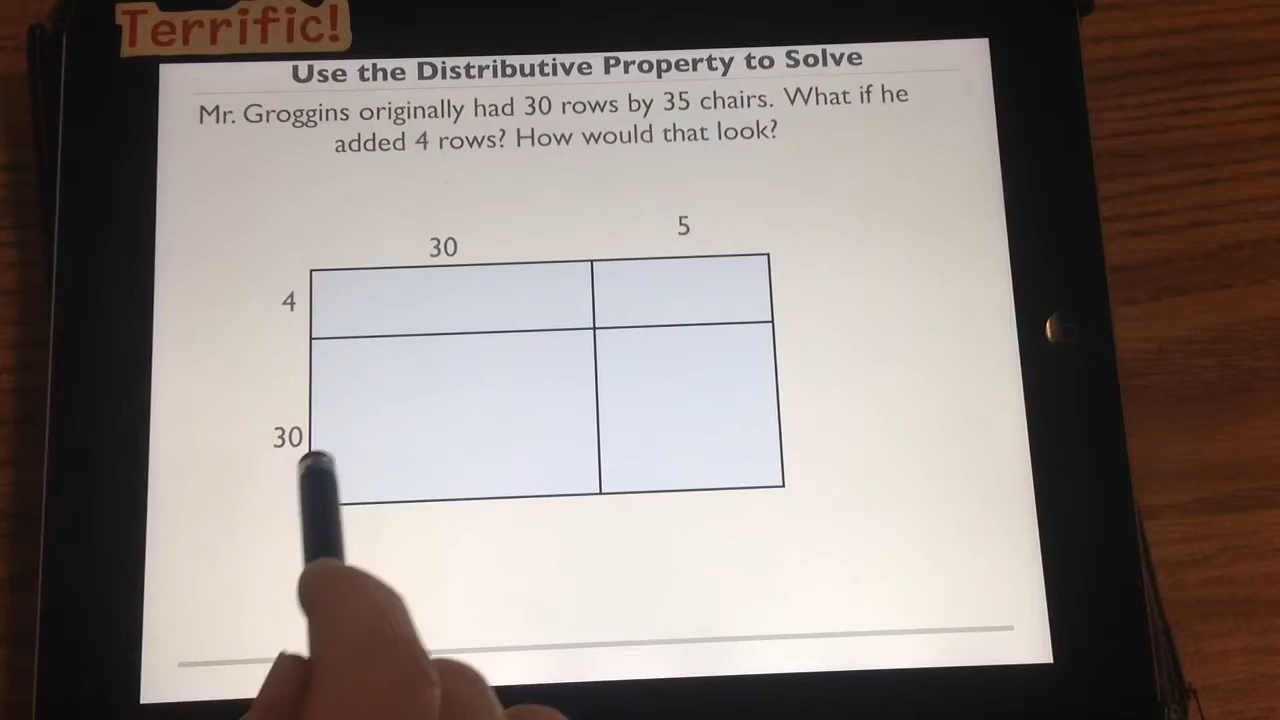 Terrific!
Use the Distributive Property to Solve
Mr. Groggins originally had 30 rows by 35 chairs. What if he
added 4 rows? How would that look?
30
5
4
30